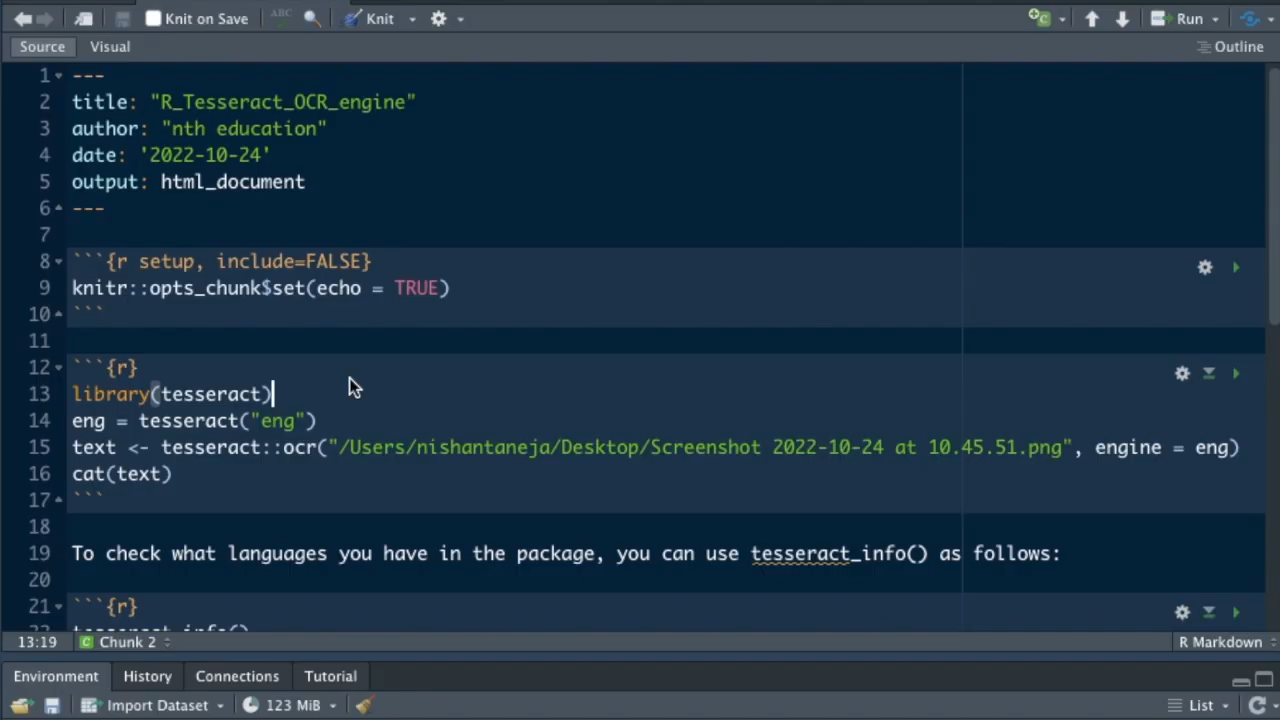 Knit on Save ABC Knit Run
Source Visual Outline
1 ---
2 title: "R_Tesseract_OCR_engine"
3 author: "nth education"
4 date: '2022-10-24'
5 output: html_document
6 ---
7
8 ```{r setup, include=FALSE}
9 knitr::opts_chunk$set(echo = TRUE)
10 ```
11
12 ```{r}
13 library(tesseract)
14 eng = tesseract("eng")
15 text <- tesseract::ocr("/Users/nishantaneja/Desktop/Screenshot 2022-10-24 at 10.45.51.png", engine = eng)
16 cat(text)
17 ```
18
19 To check what languages you have in the package, you can use tesseract_info() as follows:
20
21 ```{r}
22 tesseract_info()
13:19 C Chunk 2 R Markdown
Environment History Connections Tutorial
Import Dataset 123 MiB List